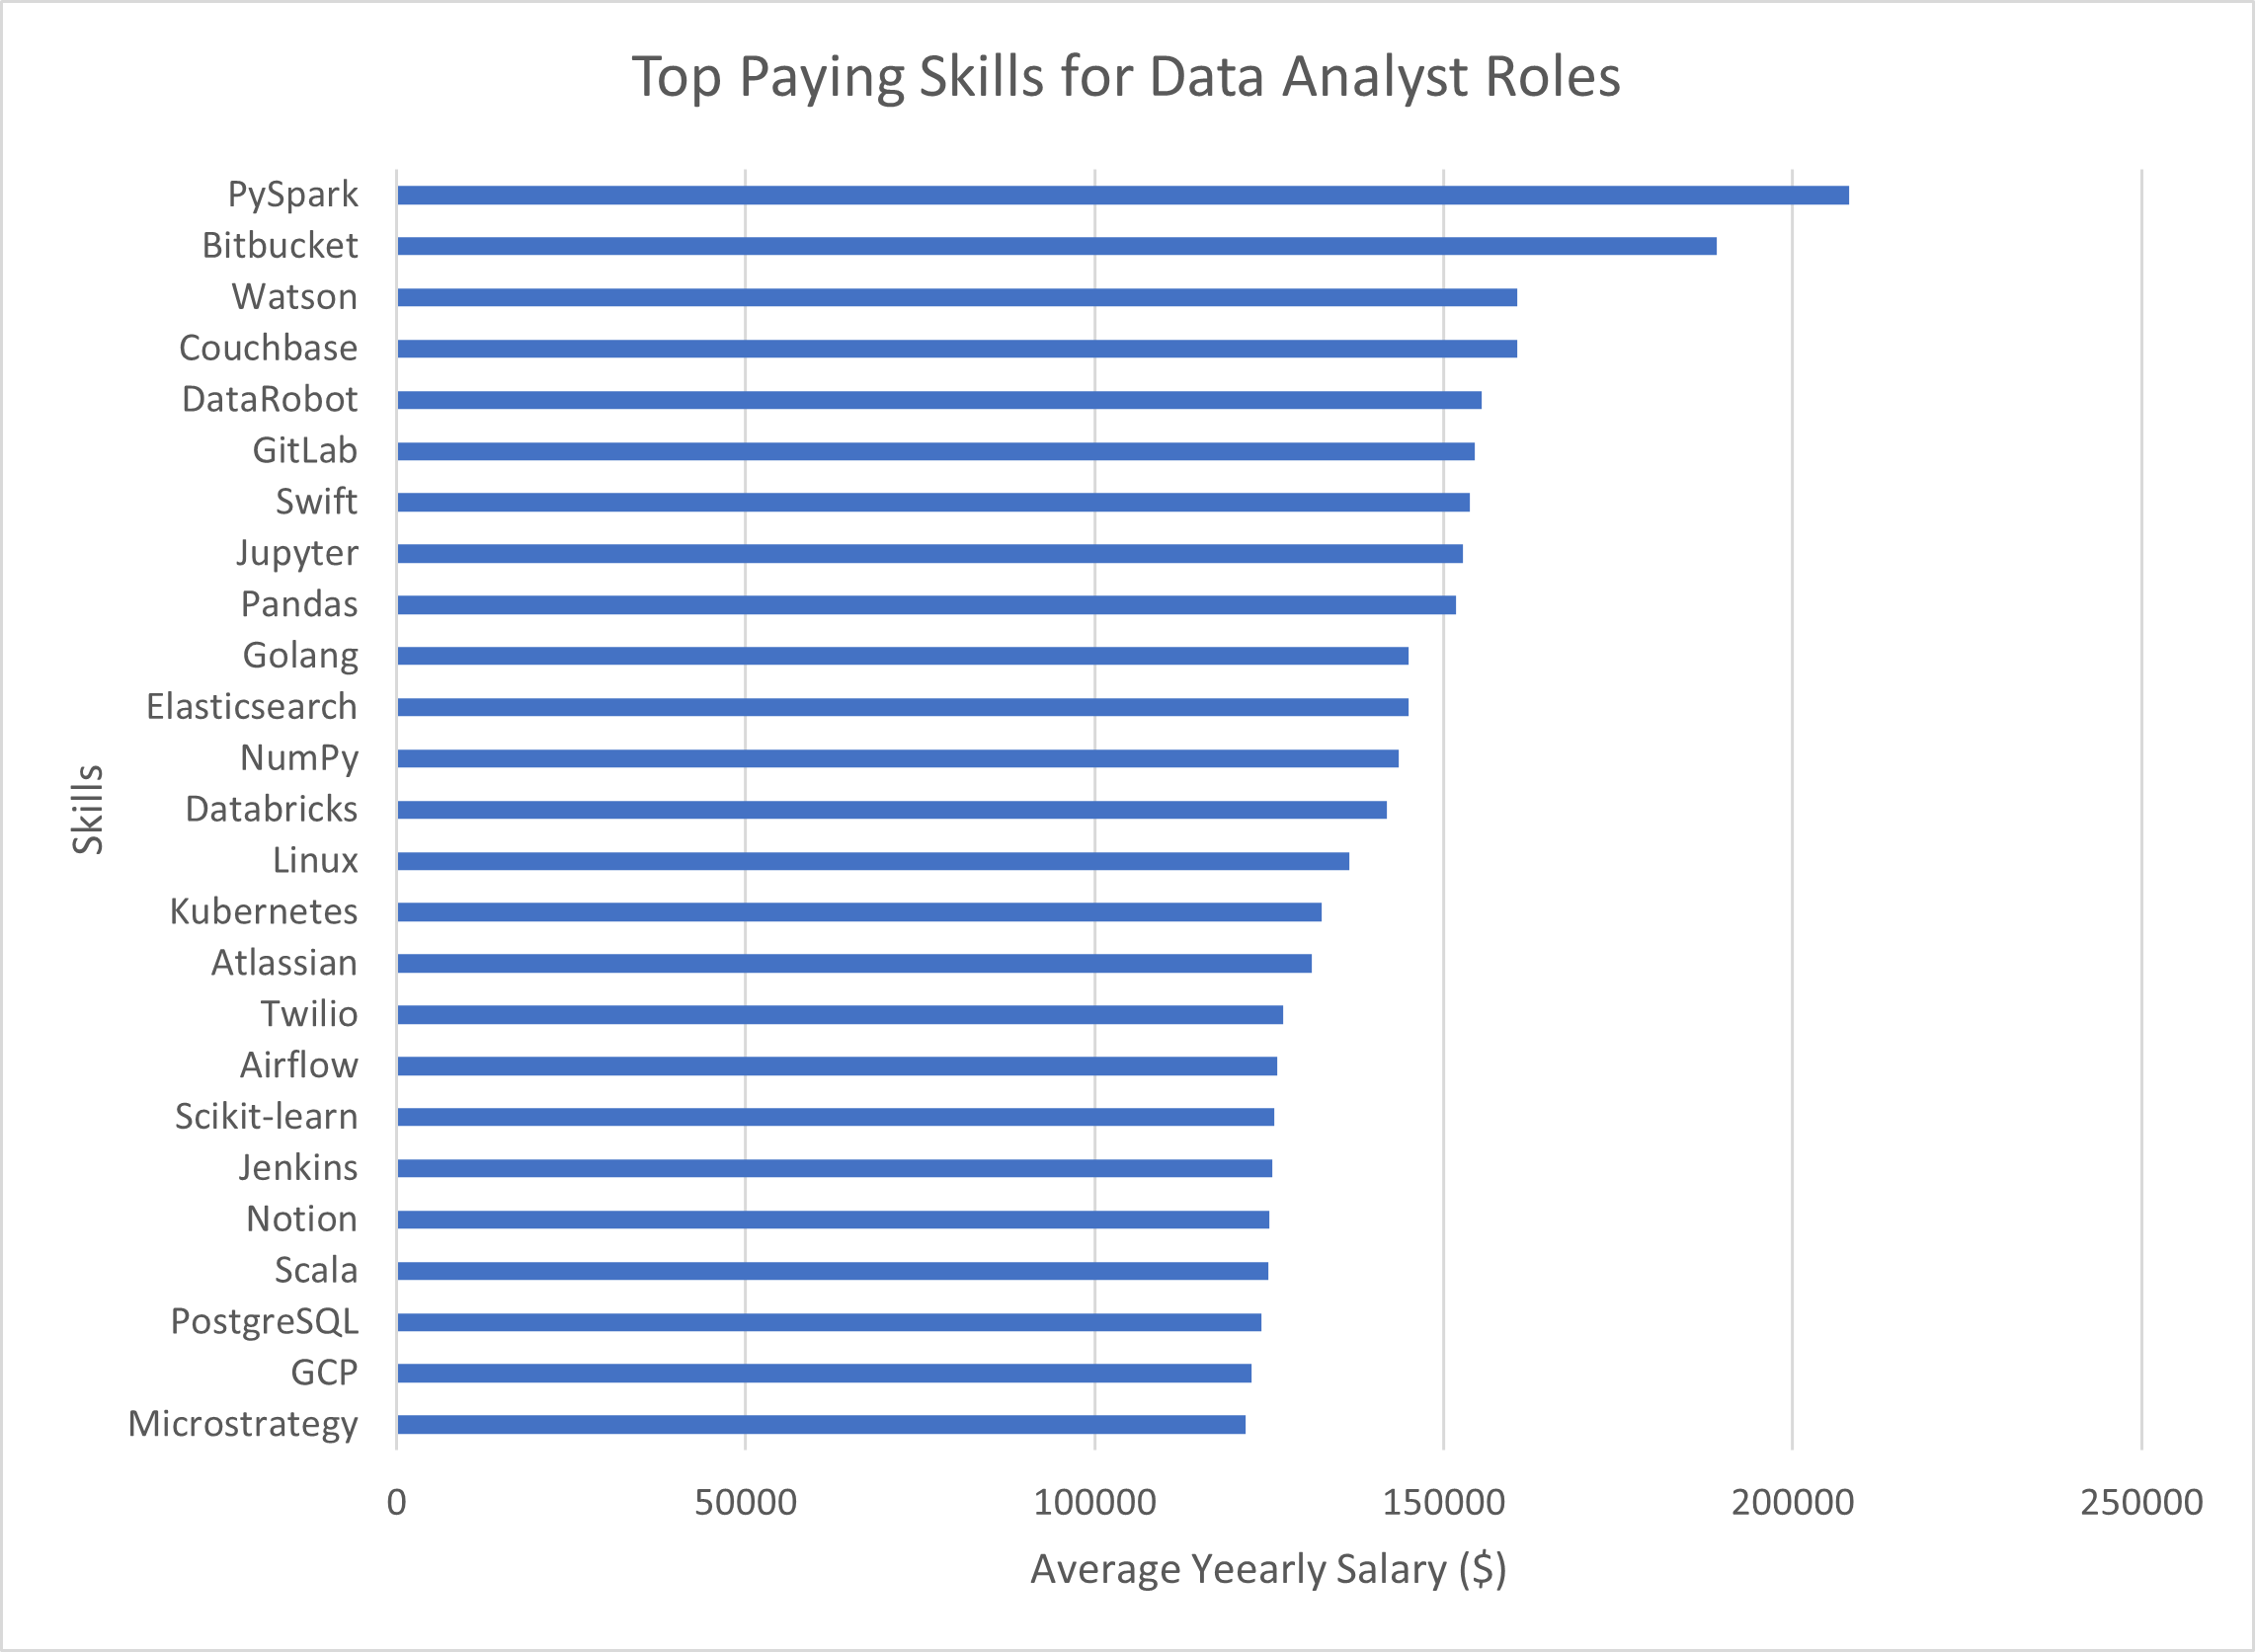 Top Paying Skills for Data Analyst Roles
PySpark
Bitbucket
Watson
Couchbase
DataRobot
GitLab
Swift
Jupyter
Pandas
Golang
Elasticsearch
NumPy
Databricks
Linux
Kubernetes
Atlassian
Twilio
Airflow
Scikit-learn
Jenkins
Notion
Scala
PostgreSQL
GCP
Microstrategy
Skills
0 50000 100000 150000 200000 250000
Average Yeearly Salary ($)